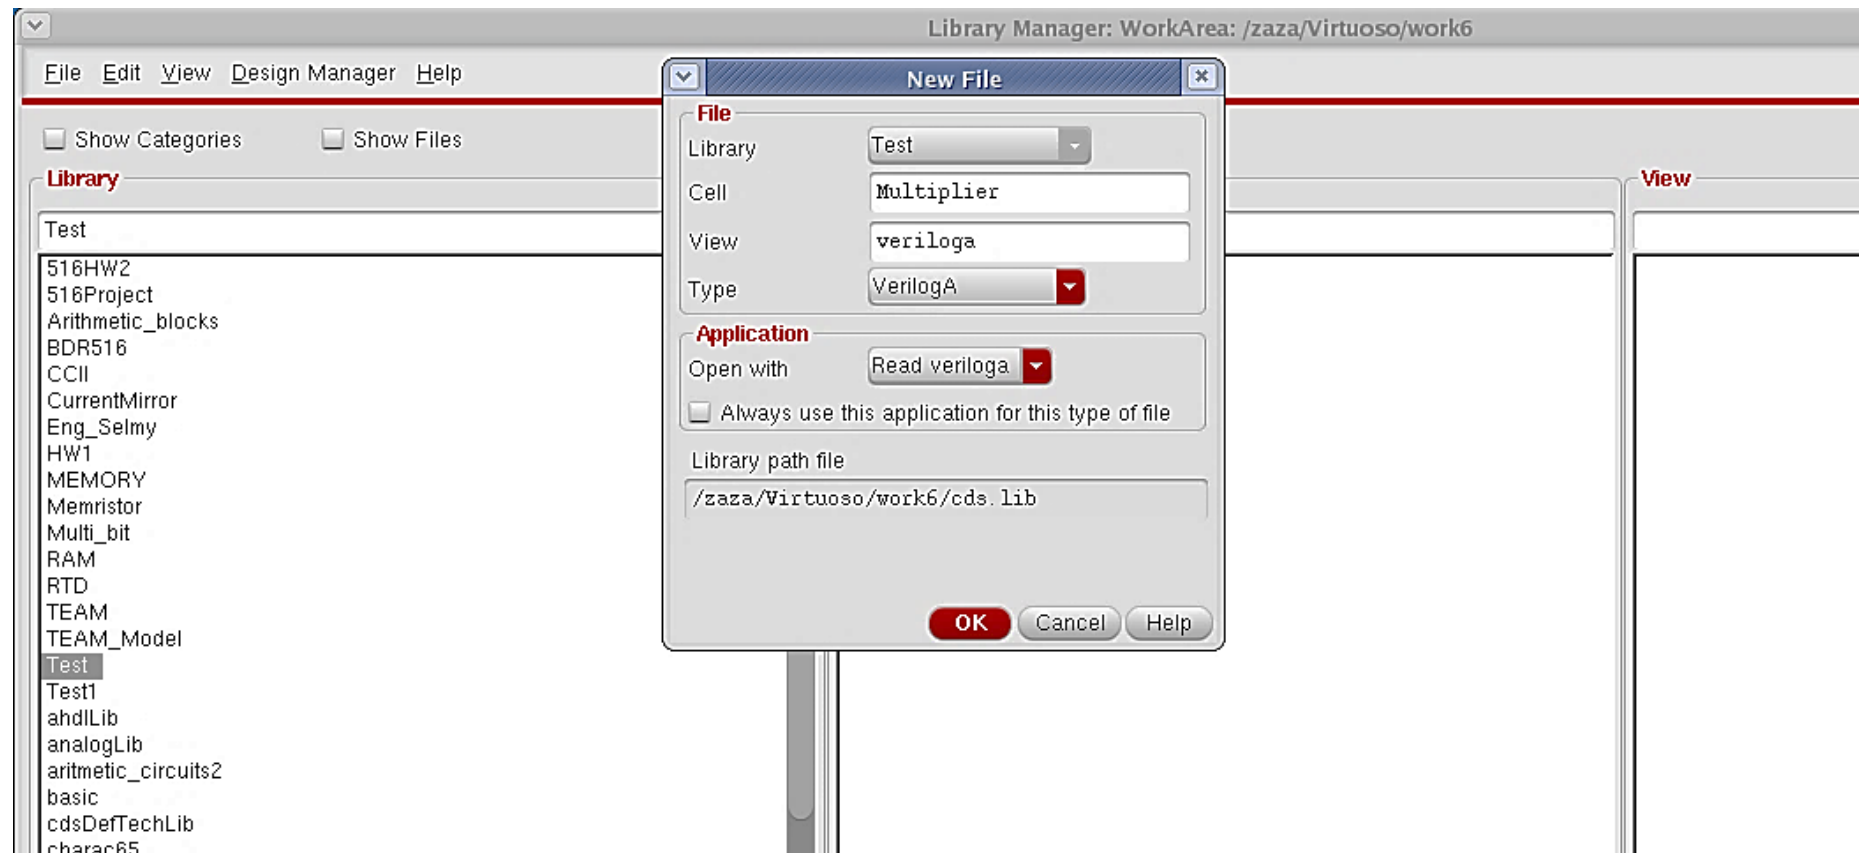 Library Manager: WorkArea: /zaza/Virtuoso/work6
File Edit View Design Manager Help
Show Categories
Show Files
Library
Test
516HW2
516Project
Arithmetic_blocks
BDR516
CCII
CurrentMirror
Eng_Selmy
HW1
MEMORY
Memristor
Multi_bit
RAM
RTD
TEAM
TEAM_Model
Test
Test1
ahdlLib
analogLib
aritmetic_circuits2
basic
cdsDefTechLib
charac65
New File
File
Library Test
Cell Multiplier
View veriloga
Type VerilogA
Application
Open with Read veriloga
Always use this application for this type of file
Library path file
/zaza/Virtuoso/work6/cds.lib
OK Cancel Help
View